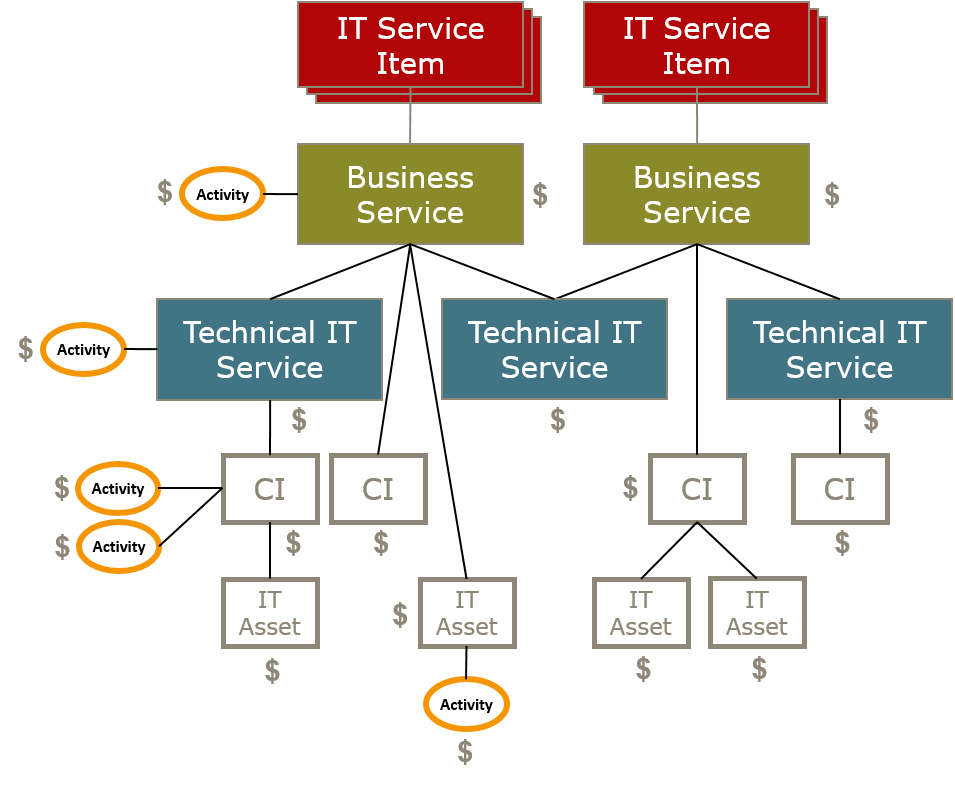 IT Service
Item
IT Service
Item
Business
Service
Business
Service
$
Activity
$
$
Technical IT
Service
Technical IT
Service
Technical IT
Service
$
Activity
$
$
$
CI
CI
CI
CI
$
Activity
$
$
Activity
$
$
$
IT
Asset
IT
Asset
IT
Asset
IT
Asset
$
$
$
$
Activity
$